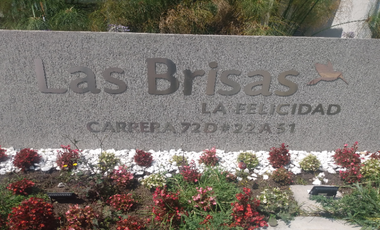 Las Brisas
LA FELICIDAD
CARRERA 72D # 22A 51